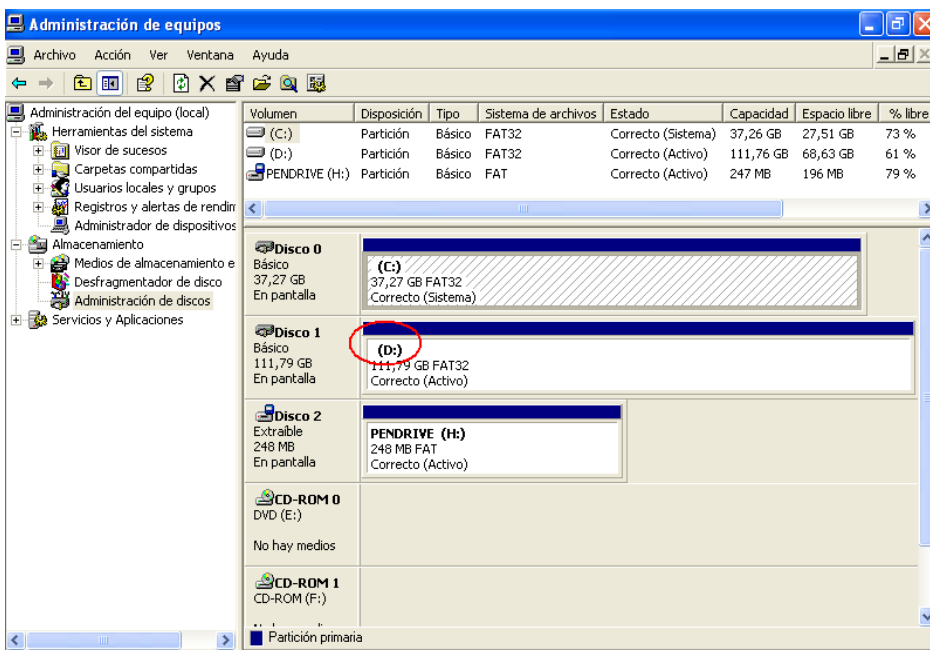 Administración de equipos
Archivo Acción Ver Ventana Ayuda
Administración del equipo (local)
Herramientas del sistema
Visor de sucesos
Carpetas compartidas
Usuarios locales y grupos
Registros y alertas de rendim
Administrador de dispositivos
Almacenamiento
Medios de almacenamiento e
Desfragmentador de disco
Administración de discos
Servicios y Aplicaciones
Volumen Disposición Tipo Sistema de archivos Estado Capacidad Espacio libre % libre
(C:) Partición Básico FAT32 Correcto (Sistema) 37,26 GB 27,51 GB 73 %
(D:) Partición Básico FAT32 Correcto (Activo) 111,76 GB 68,63 GB 61 %
PENDRIVE (H:) Partición Básico FAT Correcto (Activo) 247 MB 196 MB 79 %
Disco 0
Básico
37,27 GB
En pantalla
(C:)
37,27 GB FAT32
Correcto (Sistema)
Disco 1
Básico
111,79 GB
En pantalla
(D:)
111,79 GB FAT32
Correcto (Activo)
Disco 2
Extraíble
248 MB
En pantalla
PENDRIVE (H:)
248 MB FAT
Correcto (Activo)
CD-ROM 0
DVD (E:)
No hay medios
CD-ROM 1
CD-ROM (F:)
Partición primaria